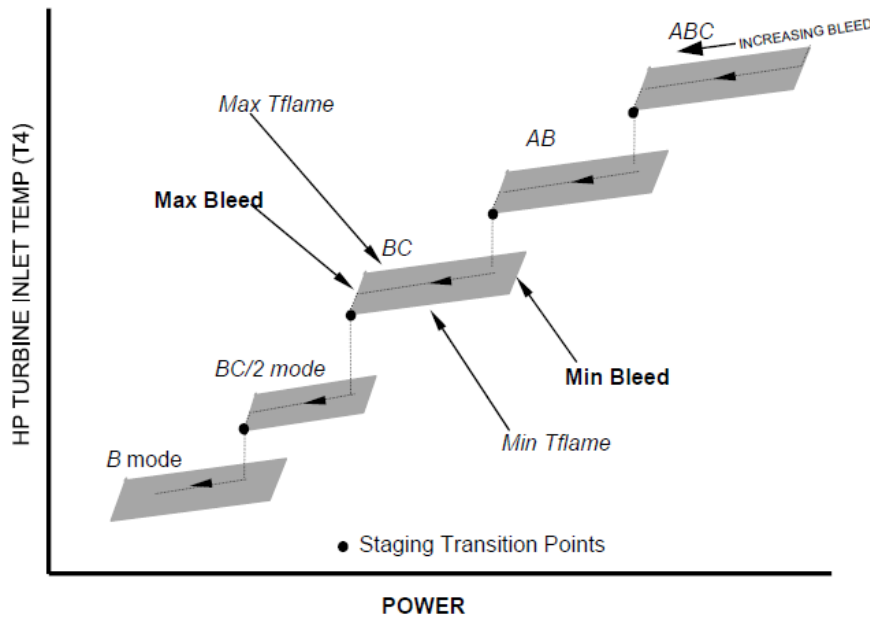 ABC
INCREASING BLEED
Max Tflame
AB
Max Bleed
BC
HP TURBINE INLET TEMP (T4)
BC/2 mode
Min Bleed
Min Tflame
B mode
Staging Transition Points
POWER